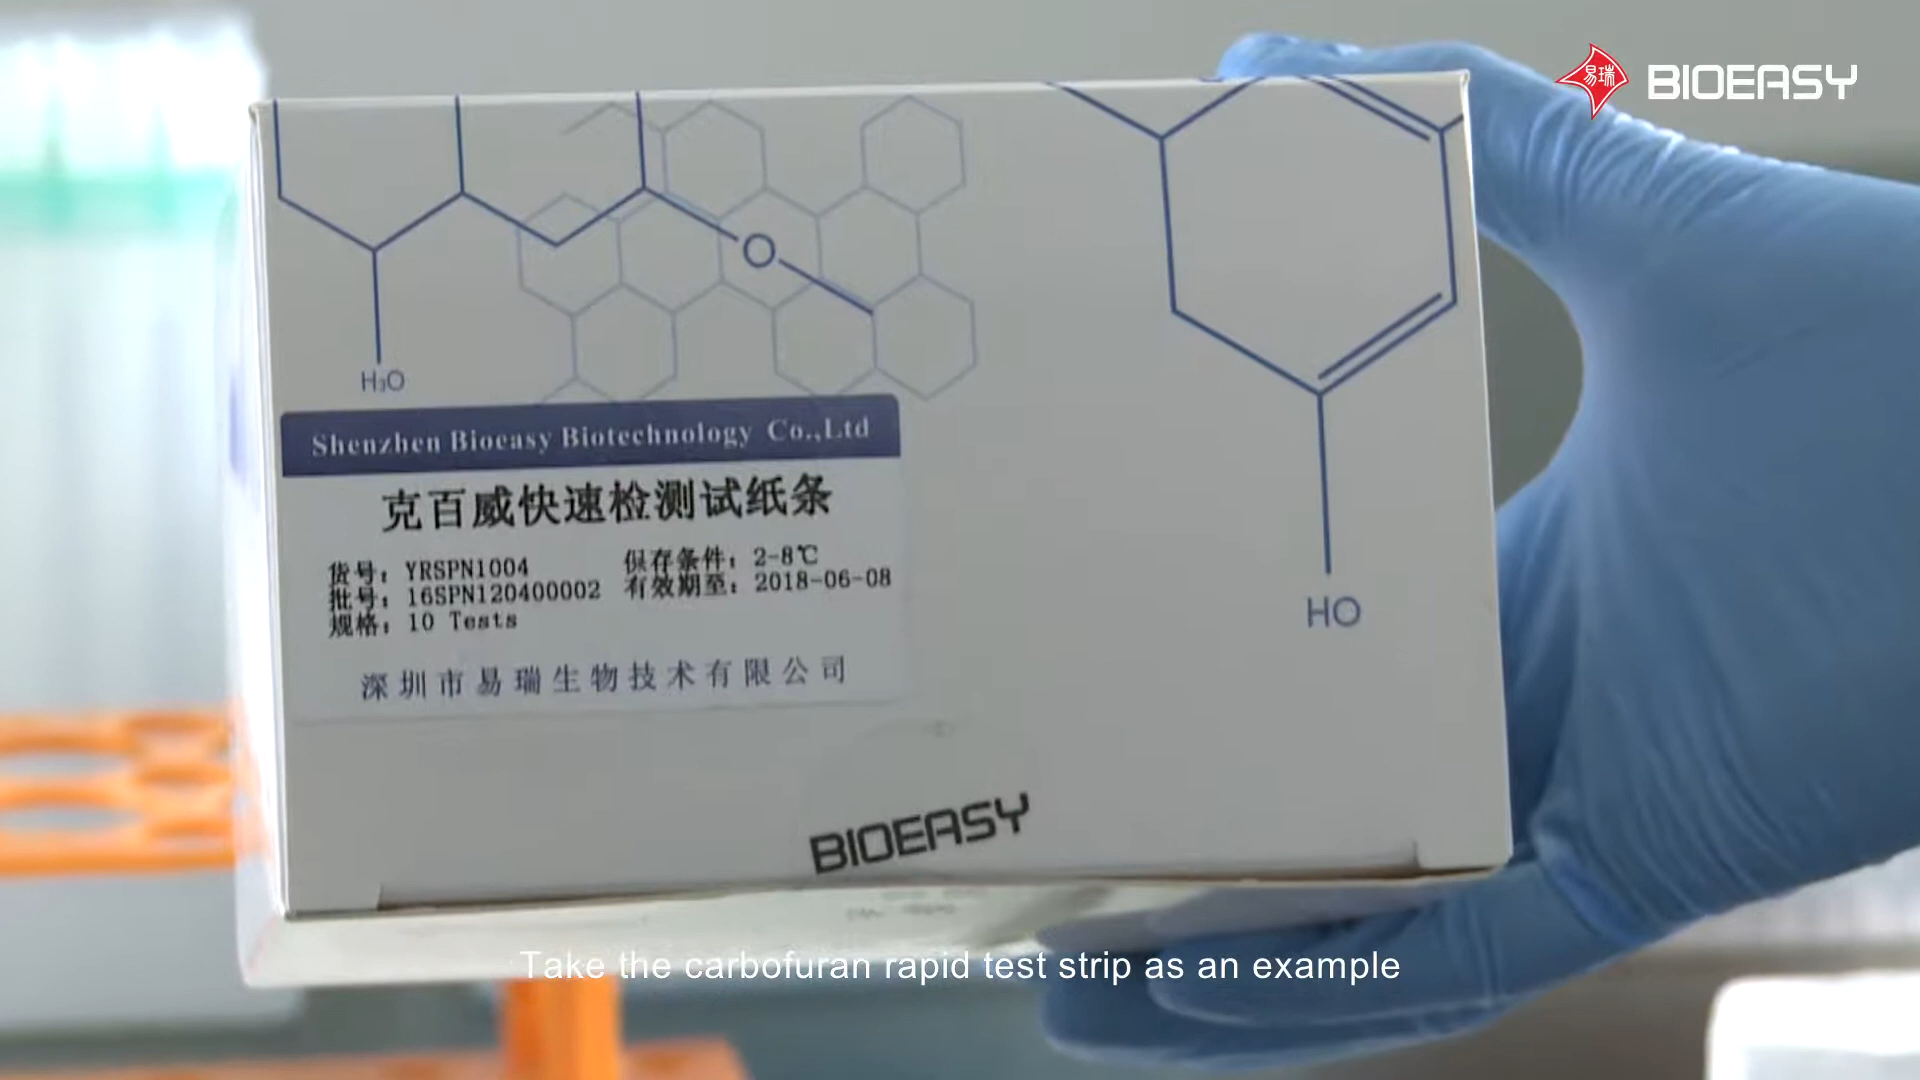 易瑞 BIOEASY
O
H₃O
HO
Shenzhen Bioeasy Biotechnology Co.,Ltd
克百威快速检测试纸条
货号：YRSPN1004 保存条件：2-8℃
批号：16SPN120400002 有效期至：2018-06-08
规格：10 Tests
深圳市易瑞生物技术有限公司
BIOEASY
Take the carbofuran rapid test strip as an example